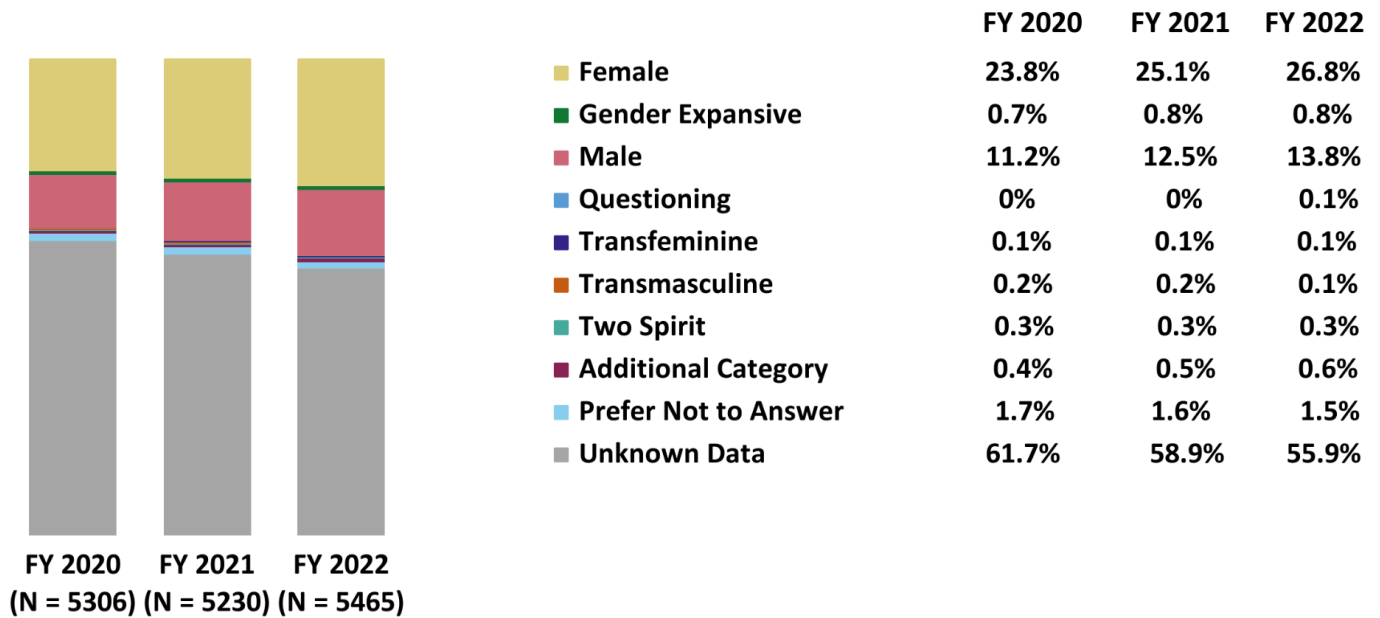 FY 2020 FY 2021 FY 2022
Female 23.8% 25.1% 26.8%
Gender Expansive 0.7% 0.8% 0.8%
Male 11.2% 12.5% 13.8%
Questioning 0% 0% 0.1%
Transfeminine 0.1% 0.1% 0.1%
Transmasculine 0.2% 0.2% 0.1%
Two Spirit 0.3% 0.3% 0.3%
Additional Category 0.4% 0.5% 0.6%
Prefer Not to Answer 1.7% 1.6% 1.5%
Unknown Data 61.7% 58.9% 55.9%
FY 2020 FY 2021 FY 2022
(N = 5306) (N = 5230) (N = 5465)